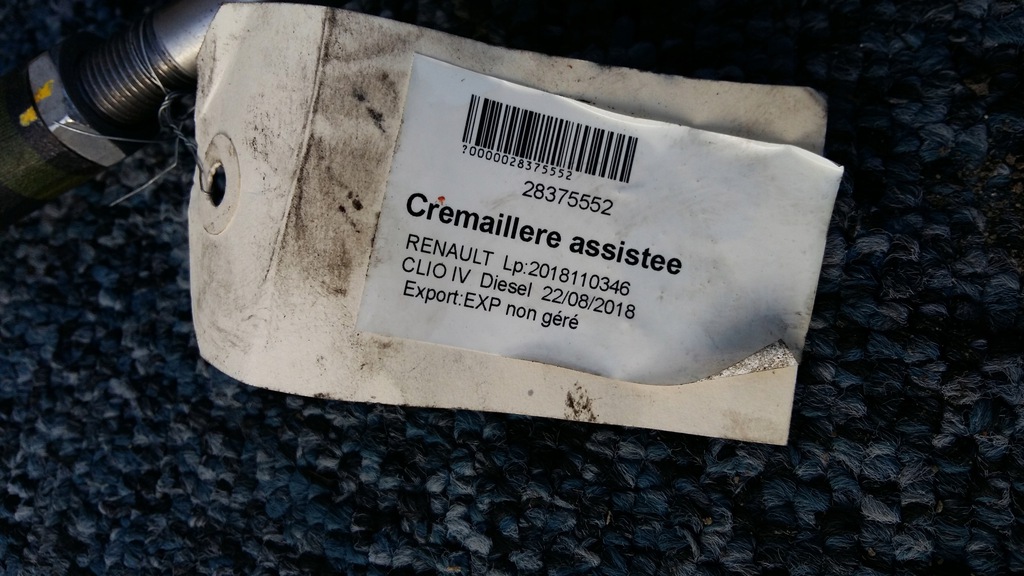 ?0000028375552
28375552
Cremaillere assistee
RENAULT Lp:2018110346
CLIO IV Diesel 22/08/2018
Export:EXP non géré